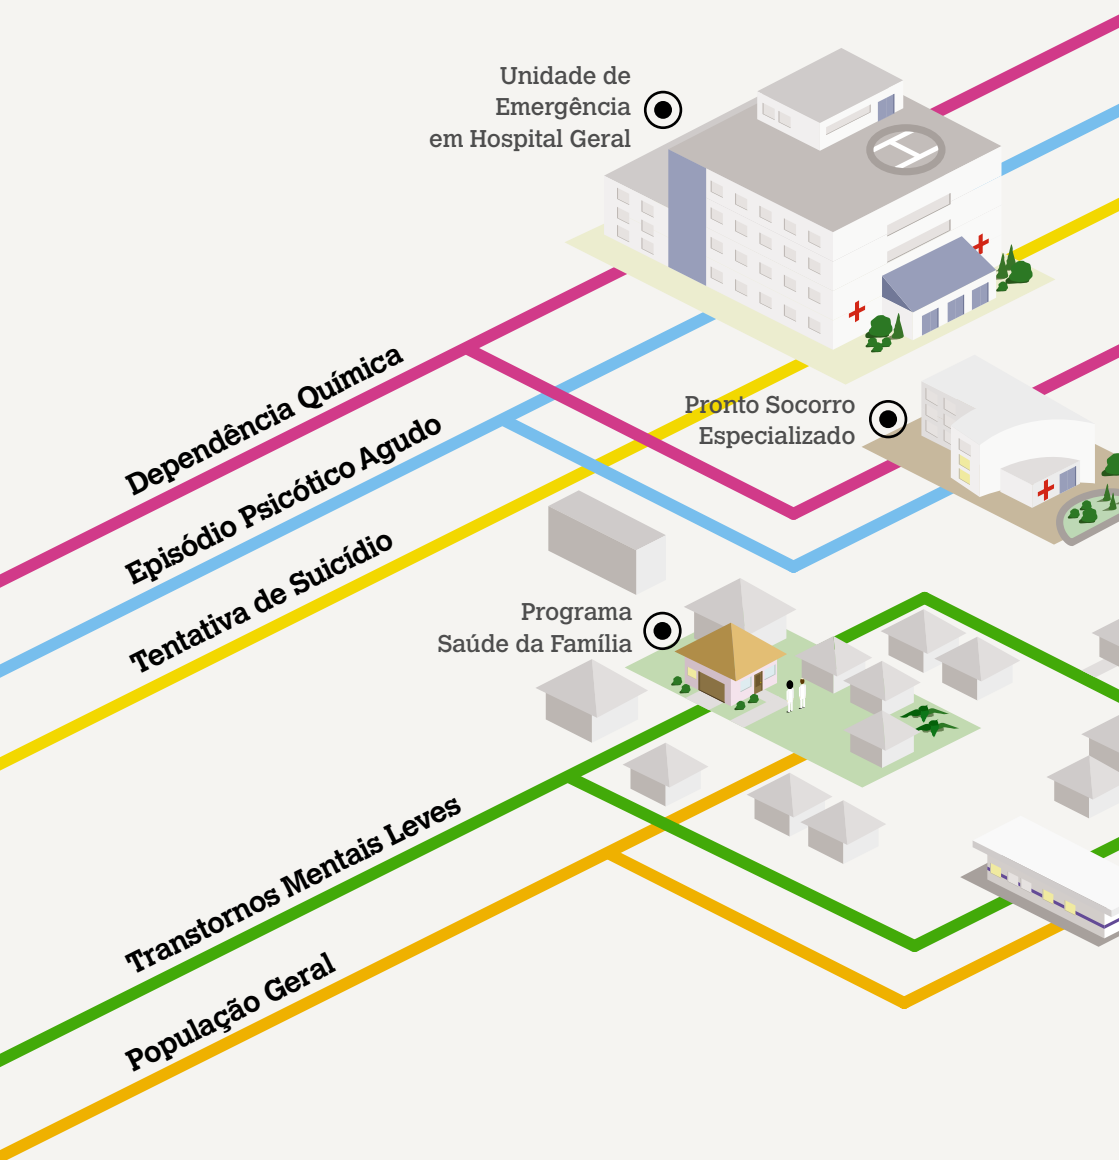 Unidade de
Emergência
em Hospital Geral
Dependência Química
Pronto Socorro
Especializado
Episódio Psicótico Agudo
Tentativa de Suicídio
Programa
Saúde da Família
Transtornos Mentais Leves
População Geral